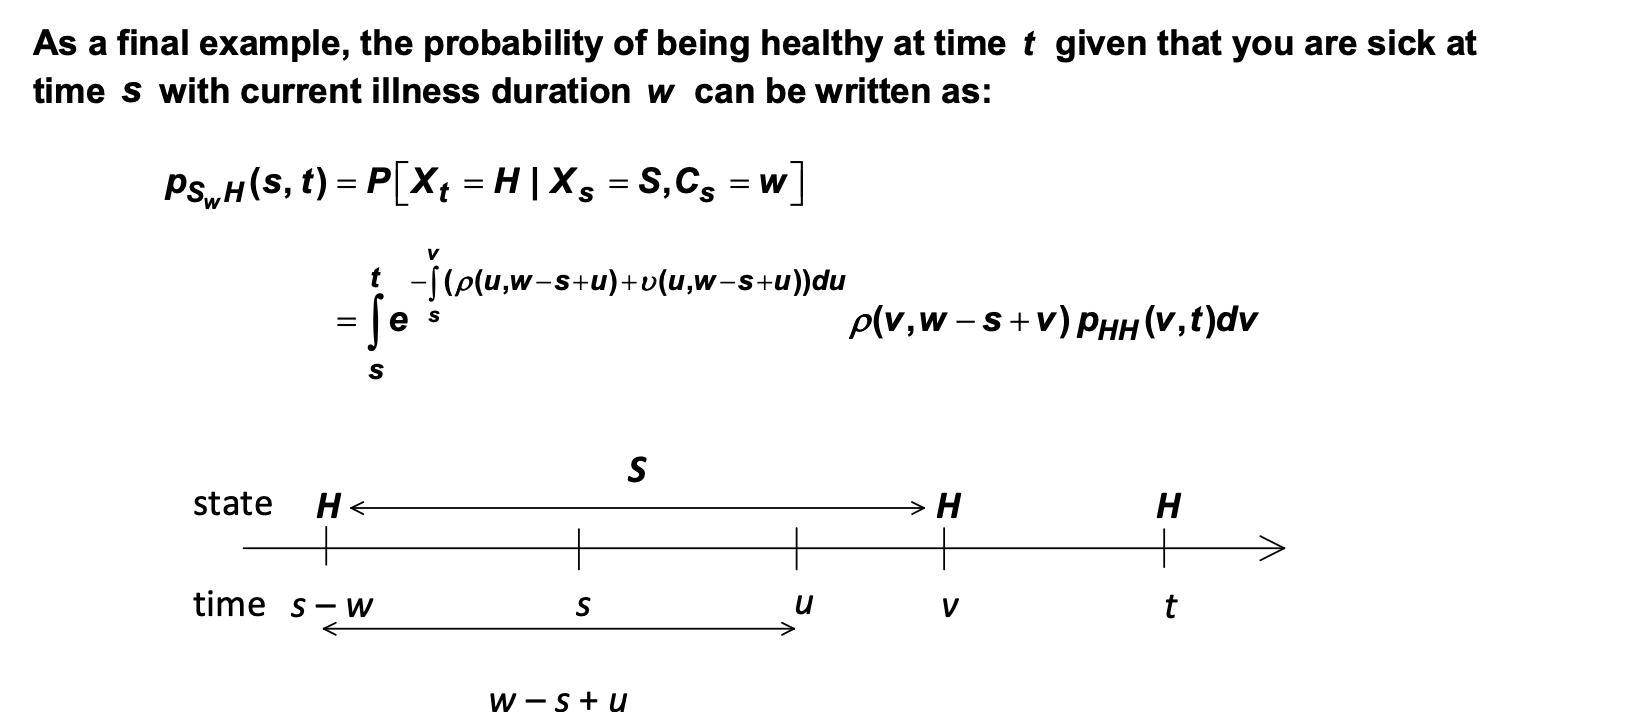 As a final example, the probability of being healthy at time t given that you are sick at
time s with current illness duration w can be written as:
p_{S_w H}(s, t) = P[X_t = H | X_s = S, C_s = w]
= ∫_s^t e^{-∫_s^v (ρ(u,w−s+u)+υ(u,w−s+u))du} ρ(v,w − s + v) p_{HH}(v,t)dv
S
state H H H
time s − w s u v t
w − s + u